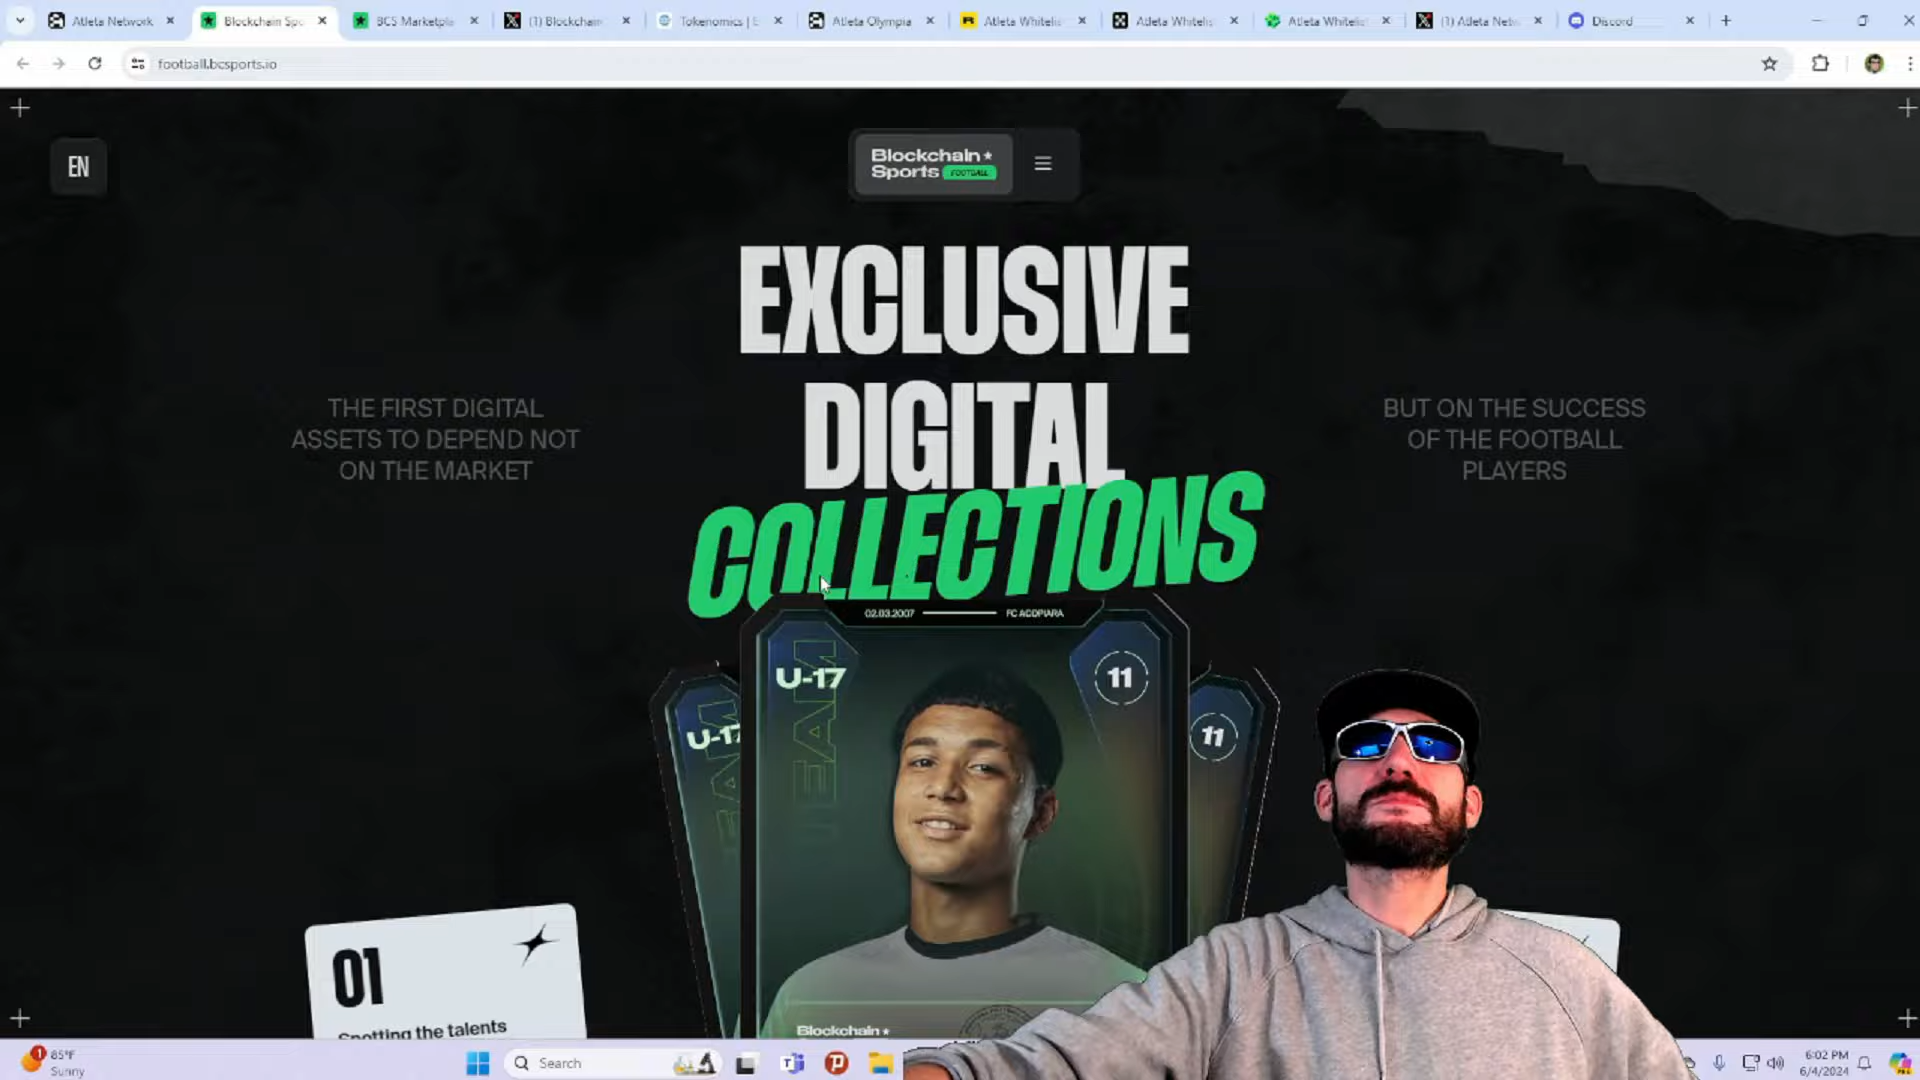 Atleta Network
Blockchain Spo
BCS Marketpla
(1) Blockchain
Tokenomics | E
Atleta Olympia
Atleta Whitelis
Atleta Whitelis
Atleta Whitelis
(1) Atleta Netw
Discord
football.bcsports.io
EN
Blockchain
Sports FOOTBALL
EXCLUSIVE
DIGITAL
COLLECTIONS
THE FIRST DIGITAL
ASSETS TO DEPEND NOT
ON THE MARKET
BUT ON THE SUCCESS
OF THE FOOTBALL
PLAYERS
02.03.2007 FC ACOPIARA
U-17
TEAM
11
U-17
11
Blockchain
01
Spotting the talents
1
85°F
Sunny
Search
6:02 PM
6/4/2024